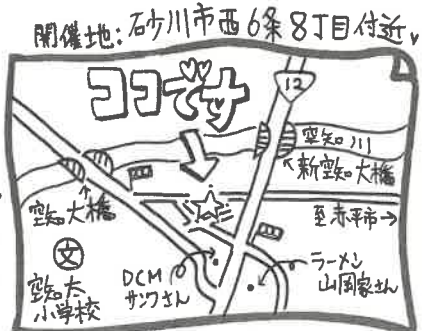 開催地:砂川市西6条8丁目付近
ココです
12
空知川
新空知大橋
空知大橋
至赤平市→
文
空知太
小学校
DCM
サンワさん
ラーメン
山岡家さん